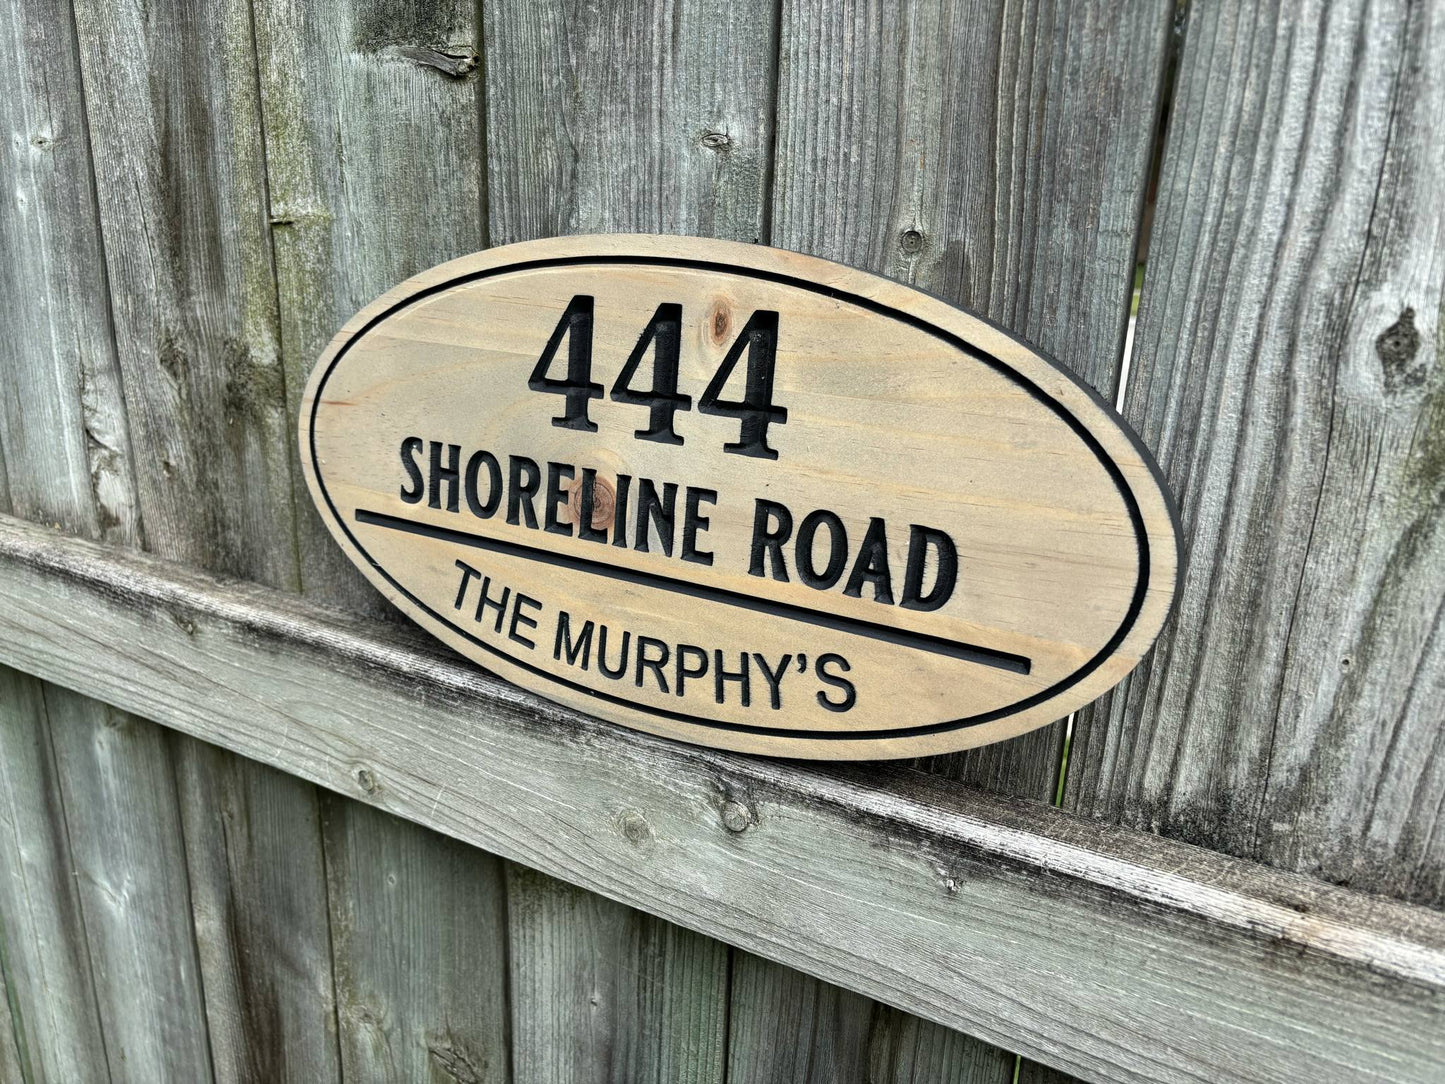 444
SHORELINE ROAD
THE MURPHY’S